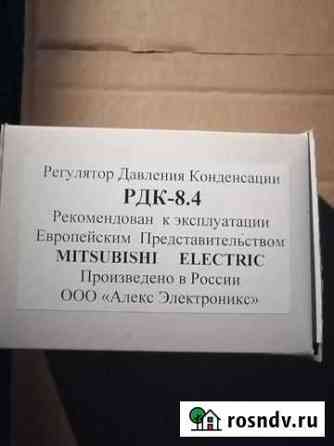 Регулятор Давления Конденсации
РДК-8.4
Рекомендован к эксплуатации
Европейским Представительством
MITSUBISHI ELECTRIC
Произведено в России
ООО «Алекс Электроникс»
rosndv.ru